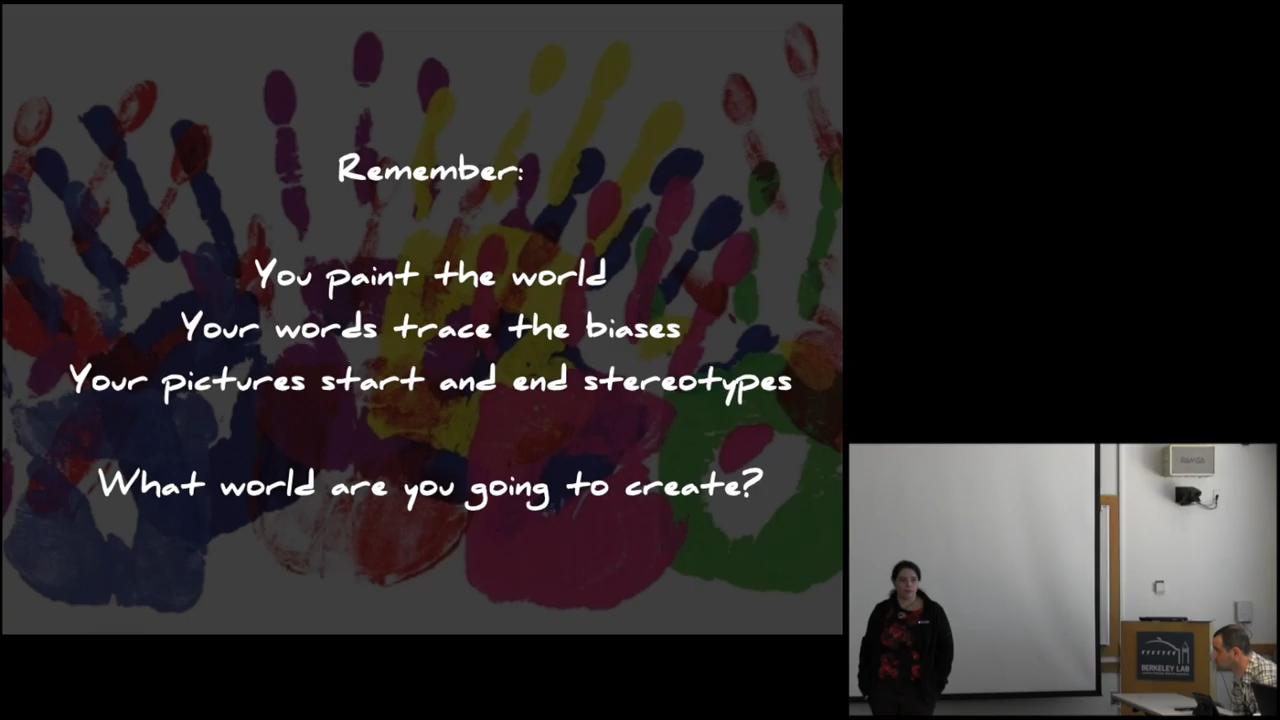 Remember:
You paint the world
Your words trace the biases
Your pictures start and end stereotypes
What world are you going to create?
RAMSA
BERKELEY LAB